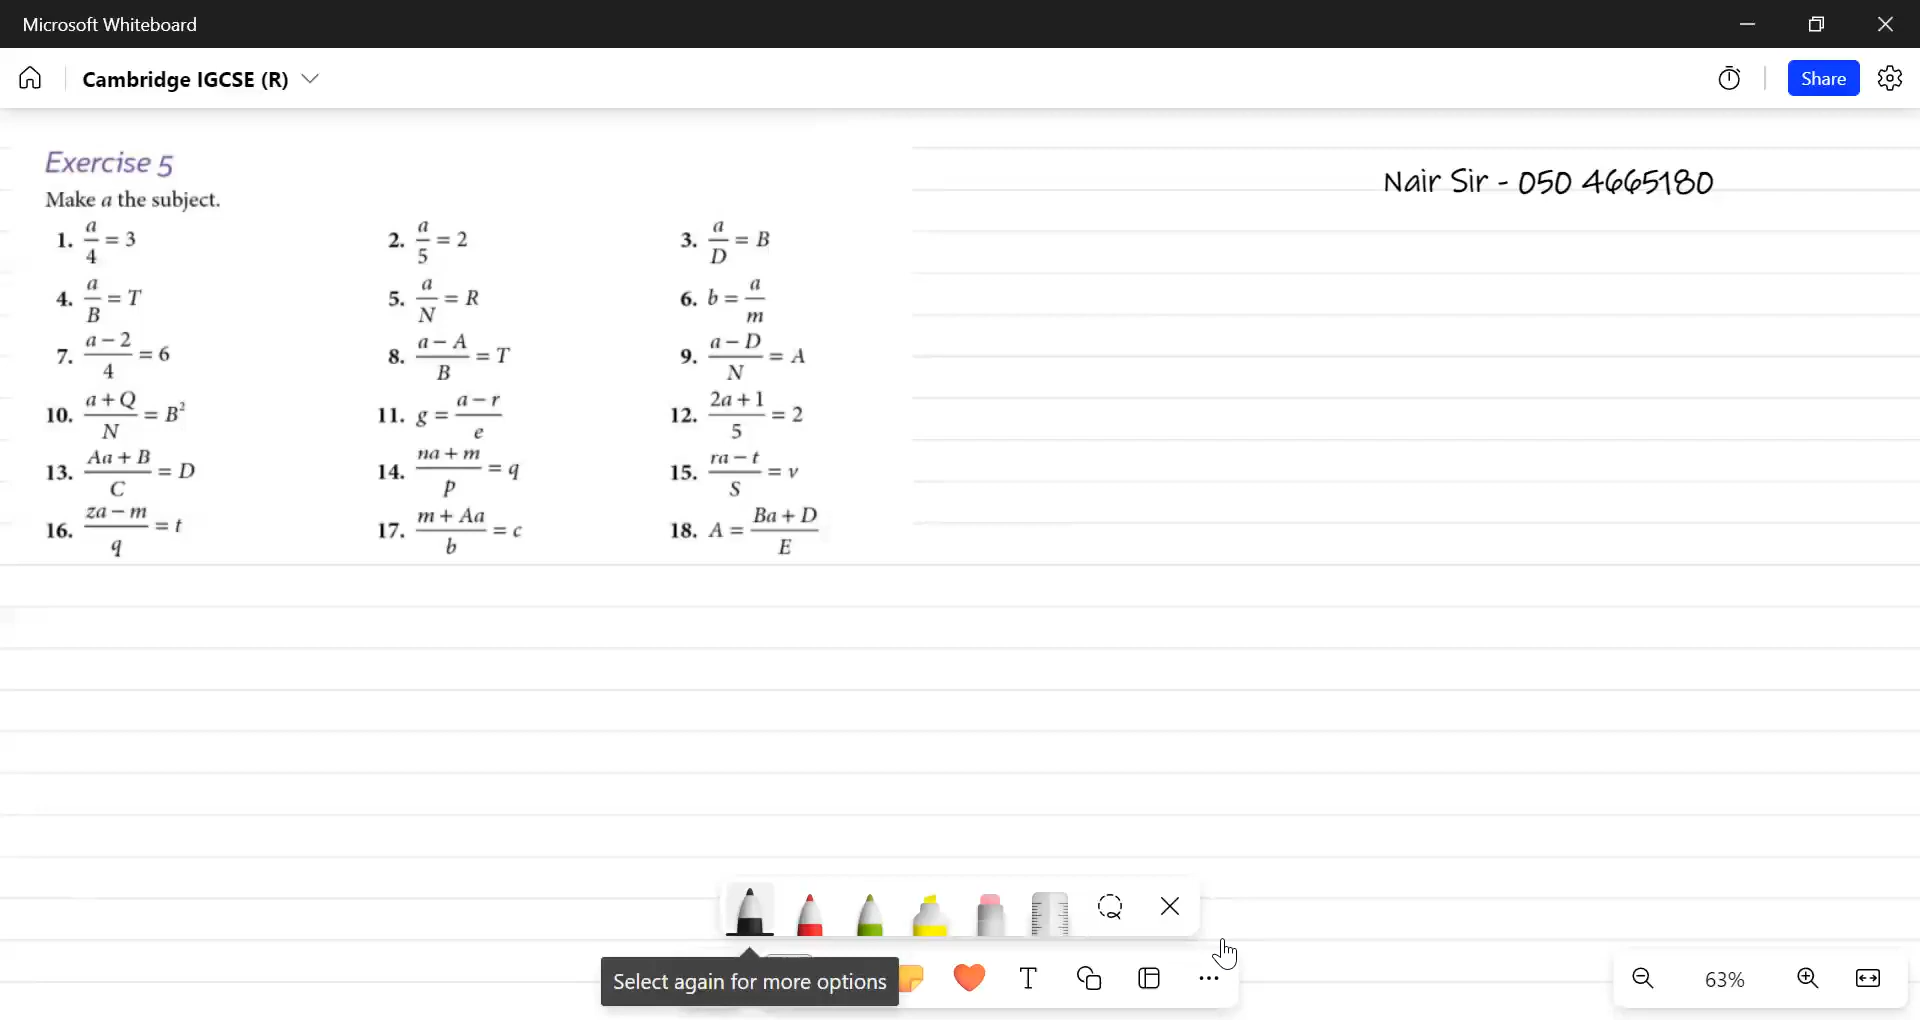 Microsoft Whiteboard
Cambridge IGCSE (R)
Share
Exercise 5
Nair Sir - 050 4665180
Make a the subject.
1. a/4 = 3
2. a/5 = 2
3. a/D = B
4. a/B = T
5. a/N = R
6. b = a/m
7. (a − 2)/4 = 6
8. (a − A)/B = T
9. (a − D)/N = A
10. (a + Q)/N = B²
11. g = (a − r)/e
12. (2a + 1)/5 = 2
13. (Aa + B)/C = D
14. (na + m)/p = q
15. (ra − t)/S = v
16. (za − m)/q = t
17. (m + Aa)/b = c
18. A = (Ba + D)/E
Select again for more options
63%